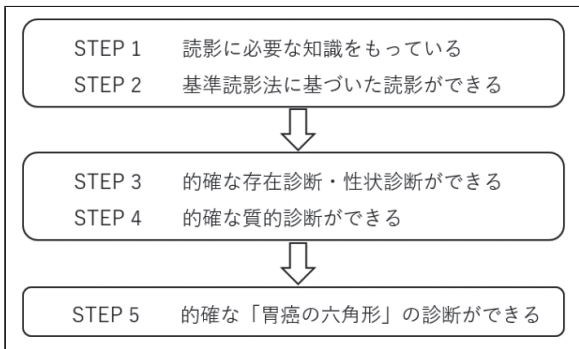 STEP 1 読影に必要な知識をもっている
STEP 2 基準読影法に基づいた読影ができる
STEP 3 的確な存在診断・性状診断ができる
STEP 4 的確な質的診断ができる
STEP 5 的確な「胃癌の六角形」の診断ができる